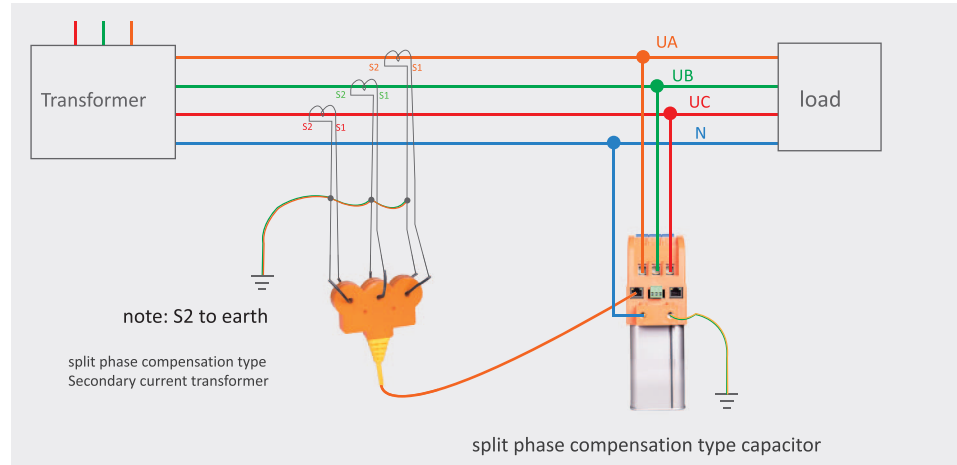 UA
S2
S1
UB
Transformer
S2
S1
load
UC
S2
S1
N
note: S2 to earth
split phase compensation type
Secondary current transformer
split phase compensation type capacitor